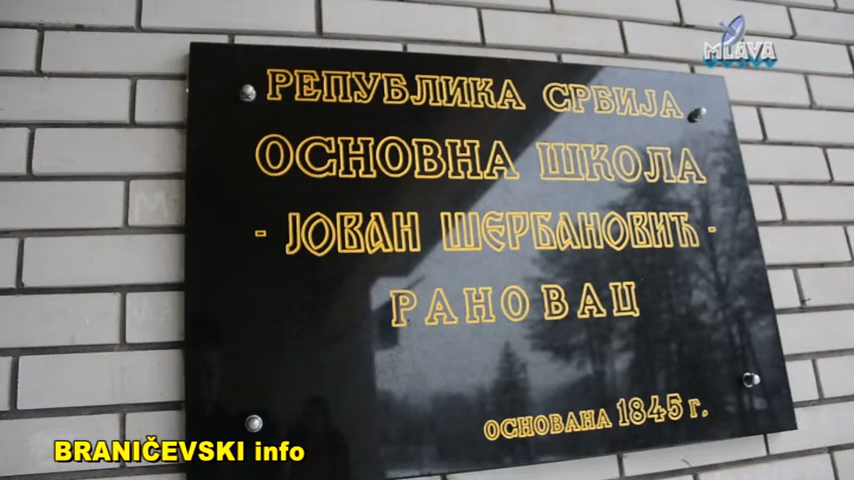 MLAVA
РЕПУБЛИКА СРБИЈА
ОСНОВНА ШКОЛА
- ЈОВАН ШЕРБАНОВИЋ -
РАНОВАЦ
ОСНОВАНА 1845 г.
BRANIČEVSKI info